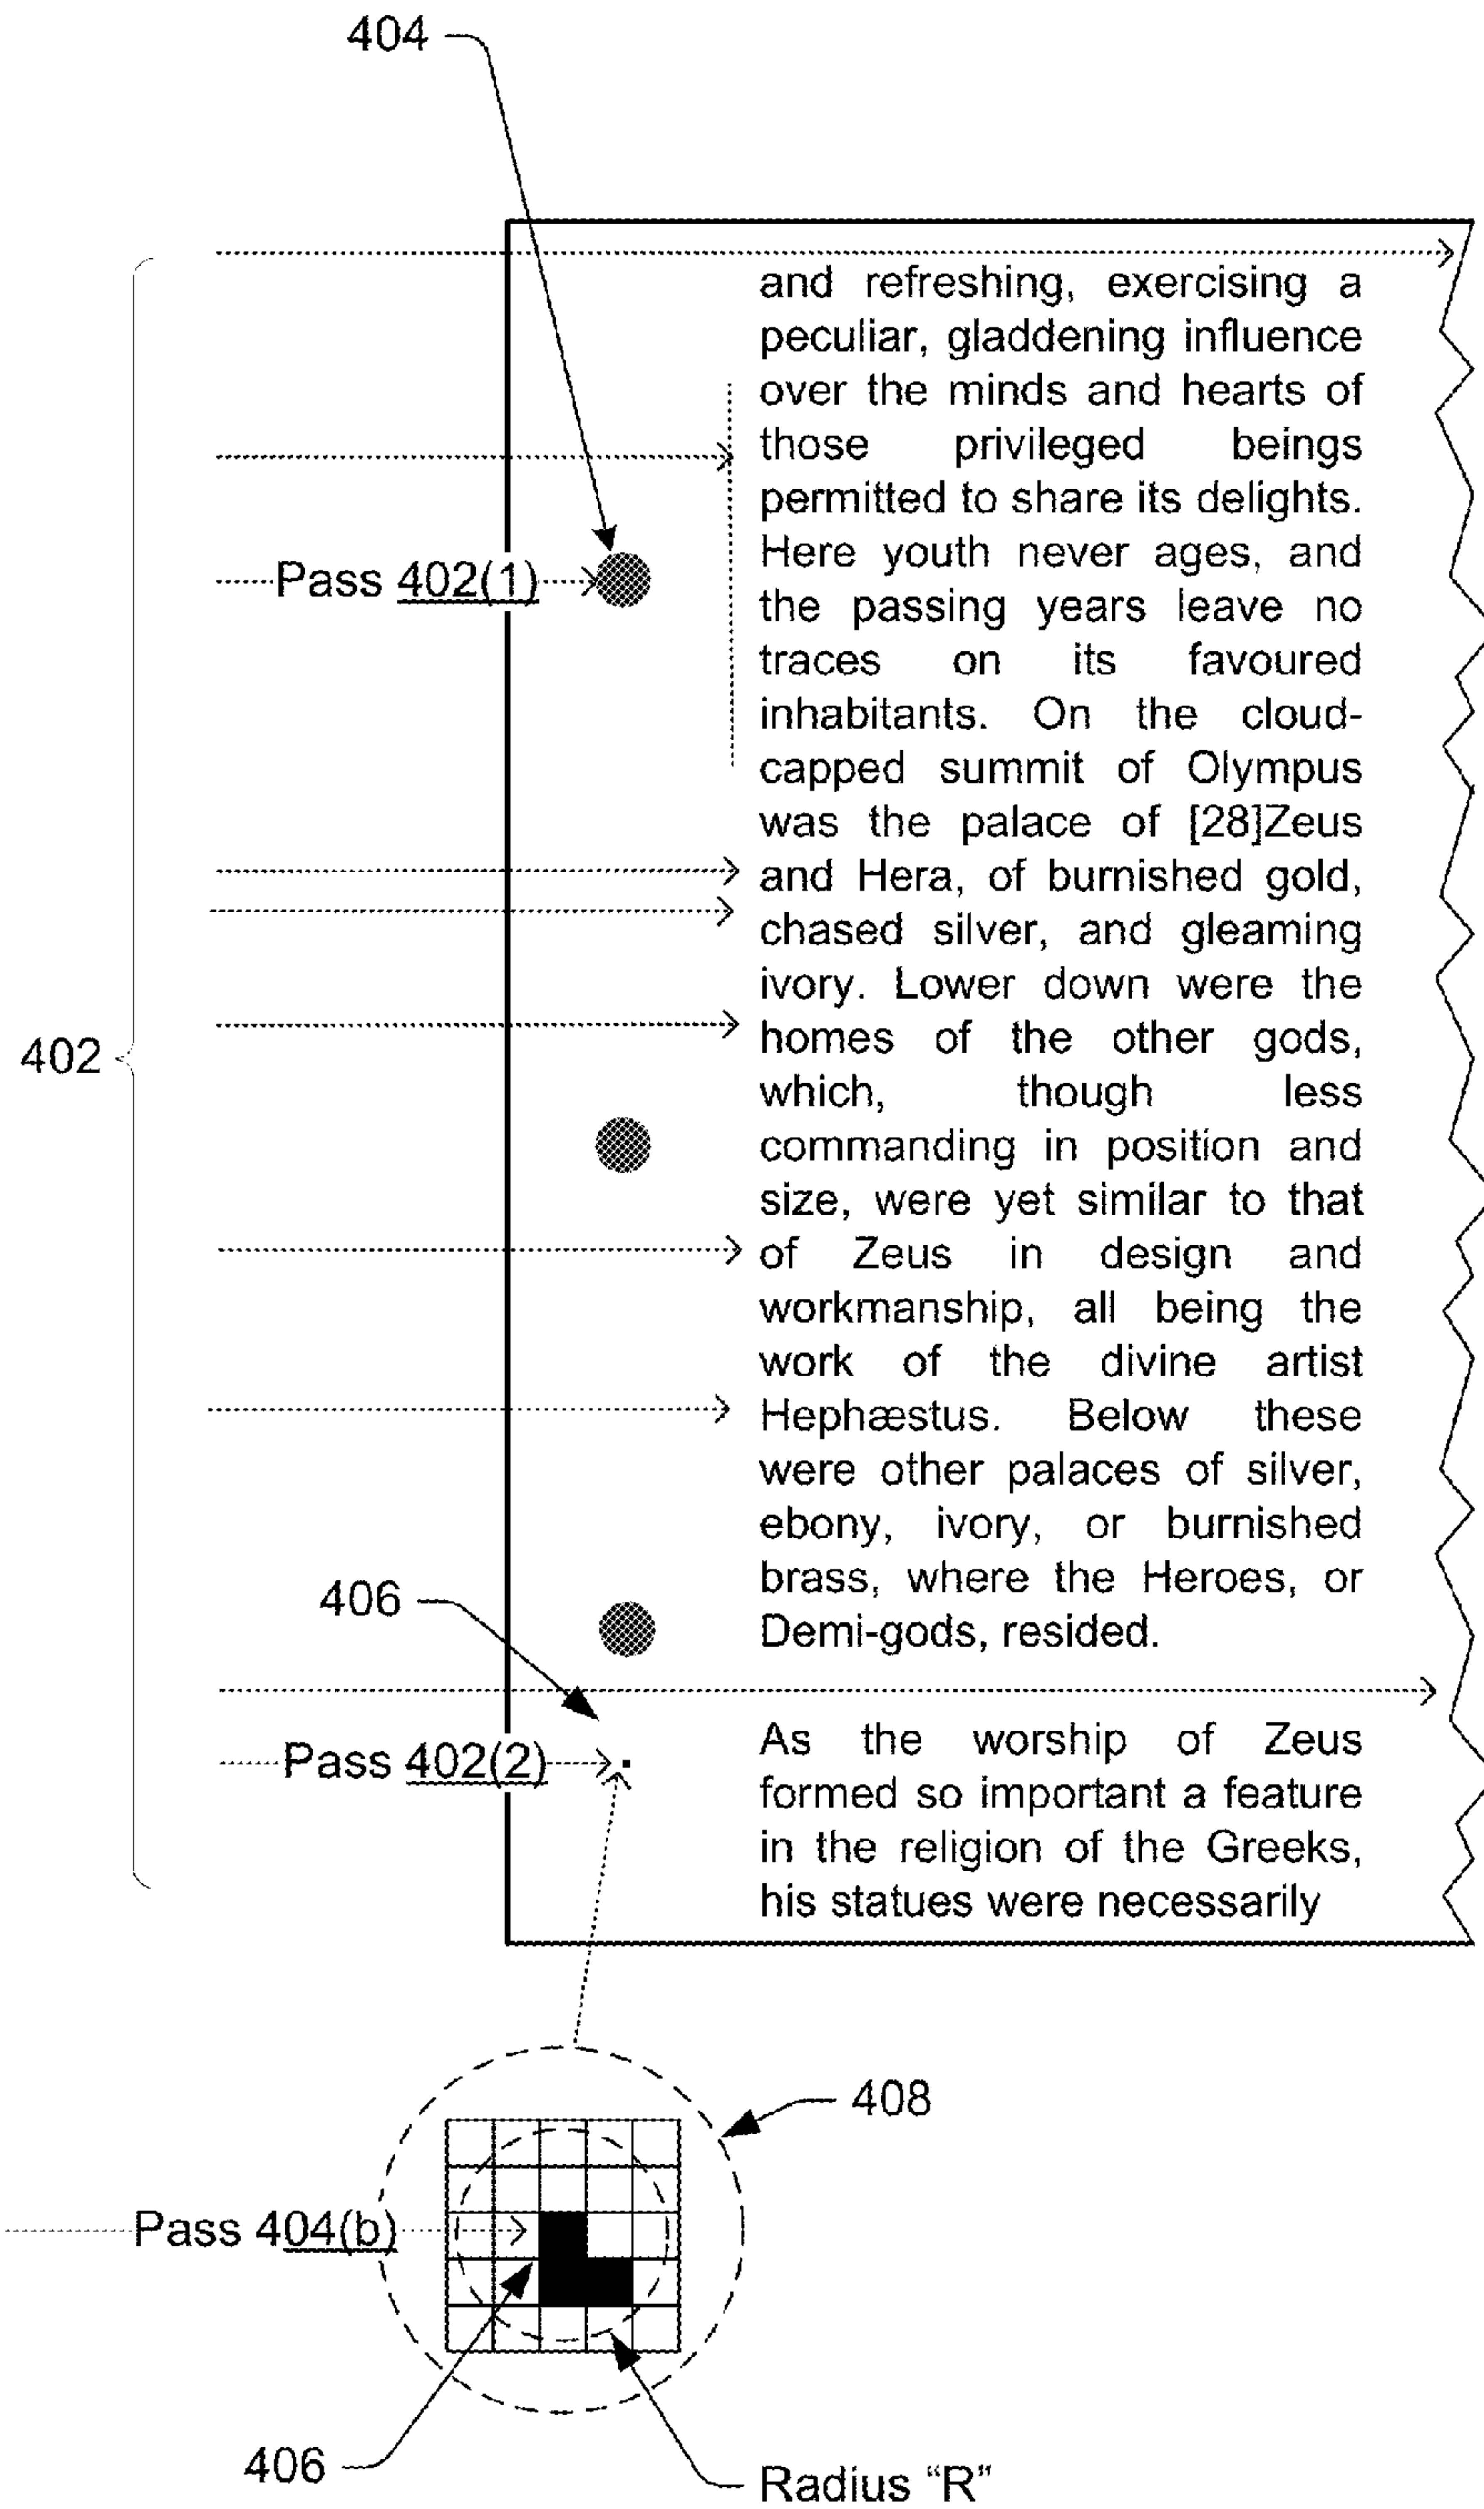 404
and refreshing, exercising a
peculiar, gladdening influence
over the minds and hearts of
those privileged beings
permitted to share its delights.
Here youth never ages, and
Pass 402(1)
the passing years leave no
traces on its favoured
inhabitants. On the cloud-
capped summit of Olympus
was the palace of [28]Zeus
and Hera, of burnished gold,
chased silver, and gleaming
ivory. Lower down were the
homes of the other gods,
402
which, though less
commanding in position and
size, were yet similar to that
of Zeus in design and
workmanship, all being the
work of the divine artist
Hephæstus. Below these
were other palaces of silver,
ebony, ivory, or burnished
brass, where the Heroes, or
406
Demi-gods, resided.
As the worship of Zeus
Pass 402(2)
formed so important a feature
in the religion of the Greeks,
his statues were necessarily
408
Pass 404(b)
406
Radius “R”